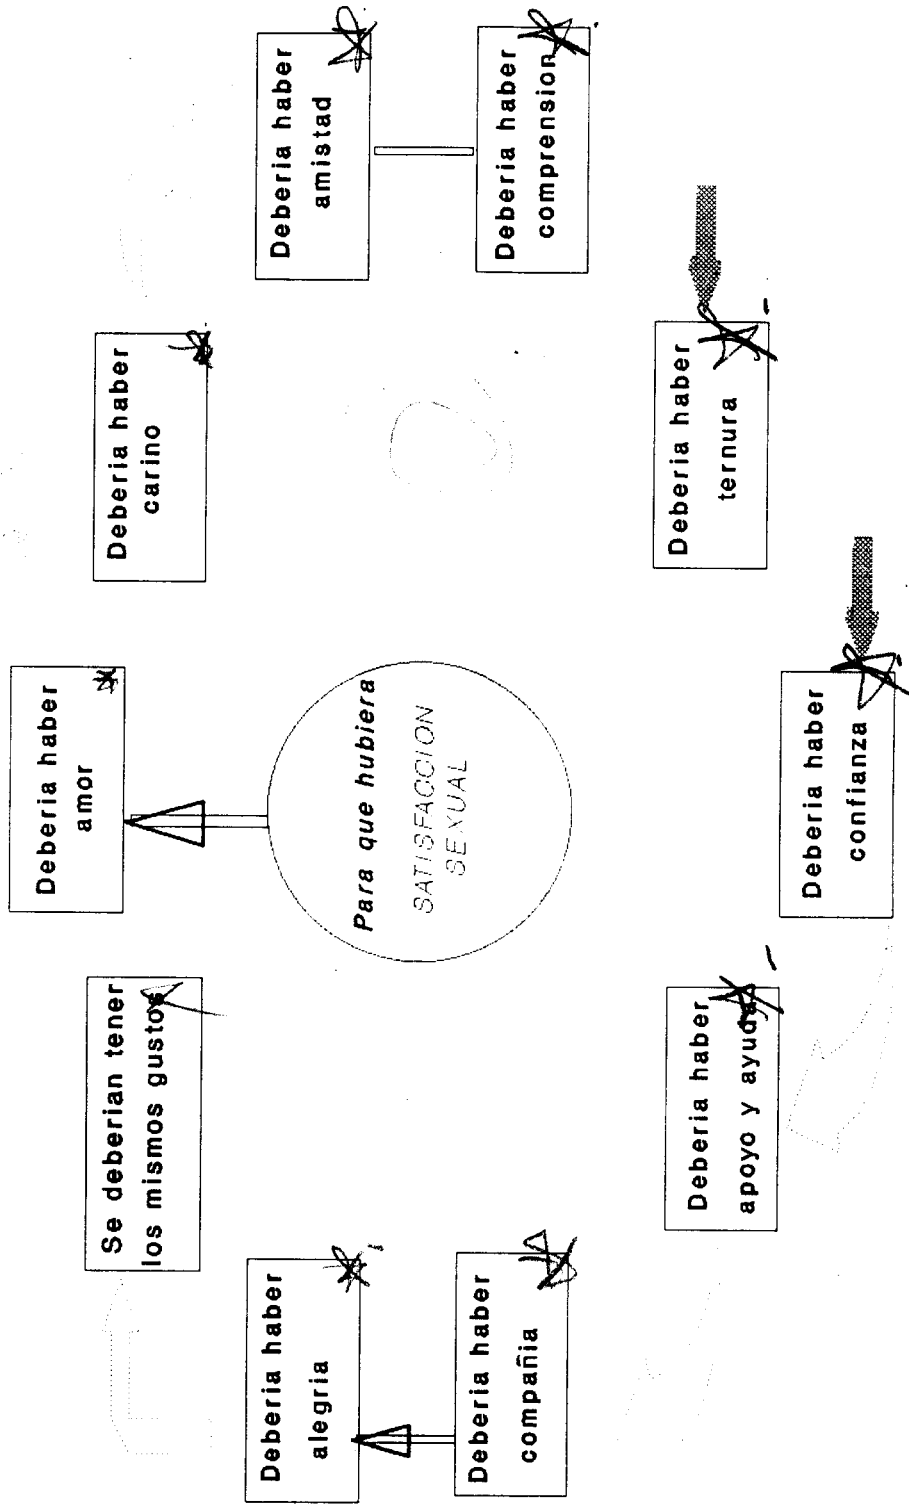 Deberia haber
amor
Se deberian tener
los mismos gustos
Deberia haber
carino
Deberia haber
alegria
Deberia haber
amistad
Para que hubiera
SATISFACCION
SEXUAL
Deberia haber
compañia
Deberia haber
comprension
Deberia haber
apoyo y ayuda
Deberia haber
ternura
Deberia haber
confianza